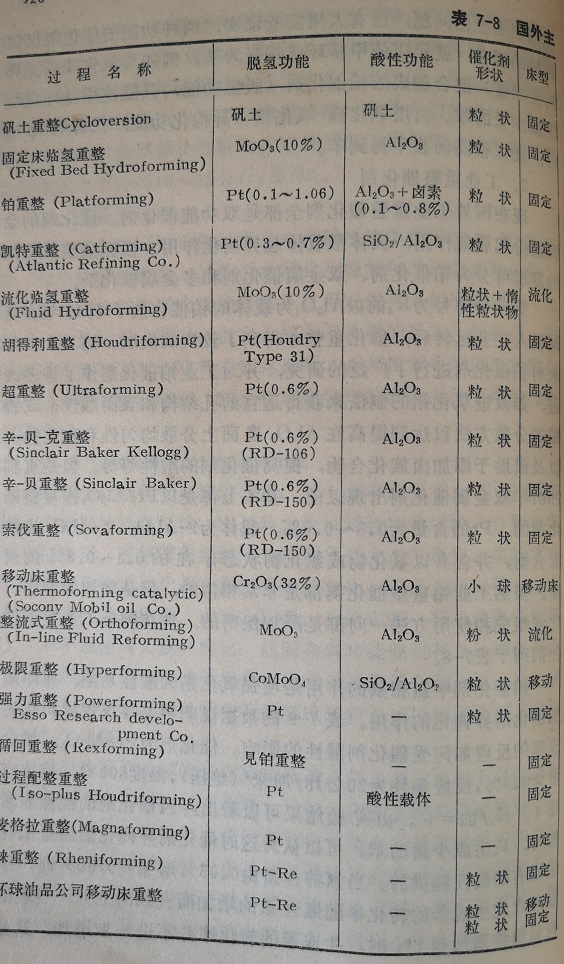 表 7-8 国外主
过程名称 脱氢功能 酸性功能 催化剂形状 床型
矾土重整Cycloversion 矾土 矾土 粒状 固定
固定床临氢重整 MoO₃(10%) Al₂O₃ 粒状 固定
(Fixed Bed Hydroforming)
铂重整 (Platforming) Pt(0.1～1.06) Al₂O₃+卤素 粒状 固定
(0.1～0.8%)
凯特重整 (Catforming) Pt(0.3～0.7%) SiO₂/Al₂O₃ 粒状 固定
(Atlantic Refining Co.)
流化临氢重整 MoO₃(10%) Al₂O₃ 粒状+惰 流化
(Fluid Hydroforming) 性粒状物
胡得利重整 (Houdriforming) Pt(Houdry Al₂O₃ 粒状 固定
Type 31)
超重整 (Ultraforming) Pt(0.6%) Al₂O₃ 粒状 固定
辛-贝-克重整 Pt(0.6%) Al₂O₃ 粒状 固定
(Sinclair Baker Kellogg) (RD-106)
辛-贝重整 (Sinclair Baker) Pt(0.6%) Al₂O₃ 粒状 固定
(RD-150)
索伐重整 (Sovaforming) Pt(0.6%) Al₂O₃ 粒状 固定
(RD-150)
移动床重整 Cr₂O₃(32%) Al₂O₃ 小球 移动床
(Thermoforming catalytic)
(Socony Mobil oil Co.)
整流式重整 (Orthoforming) MoO₃ Al₂O₃ 粉状 流化
(In-line Fluid Reforming)
极限重整 (Hyperforming) CoMoO₄ SiO₂/Al₂O₃ 粒状 移动
强力重整 (Powerforming) Pt — 粒状 固定
Esso Research develo-
pment Co.
循回重整 (Rexforming) 见铂重整 — — 固定
过程配整重整 Pt 酸性载体 — 固定
(Iso-plus Houdriforming)
麦格拉重整(Magnaforming) Pt — — 固定
铼重整 (Rheniforming) Pt-Re — 粒状 固定
环球油品公司移动床重整 Pt-Re — 粒状 移动
粒状 固定